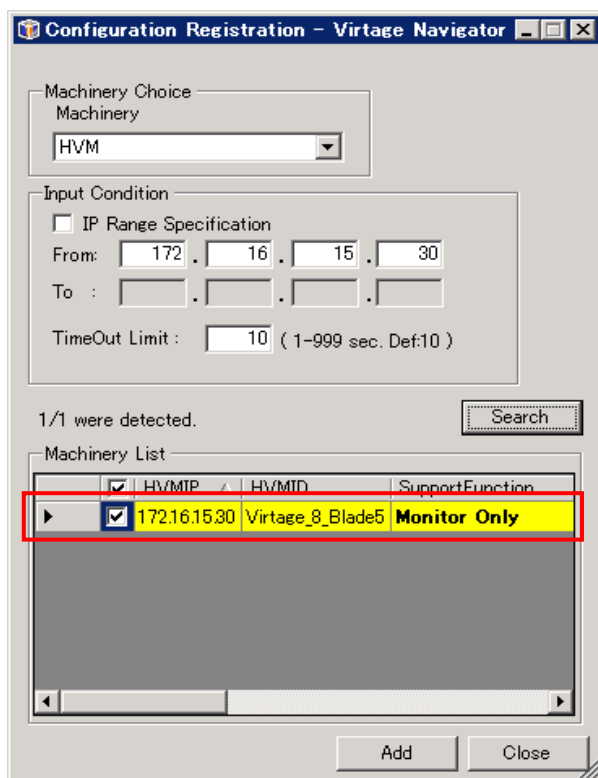 Configuration Registration - Virtage Navigator
Machinery Choice
Machinery
HVM
Input Condition
IP Range Specification
From: 172 . 16 . 15 . 30
To : . . .
TimeOut Limit : 10 ( 1-999 sec. Def:10 )
1/1 were detected. Search
Machinery List
HVMIP HVMID SupportFunction
172.16.15.30 Virtage_8_Blade5 Monitor Only
Add Close